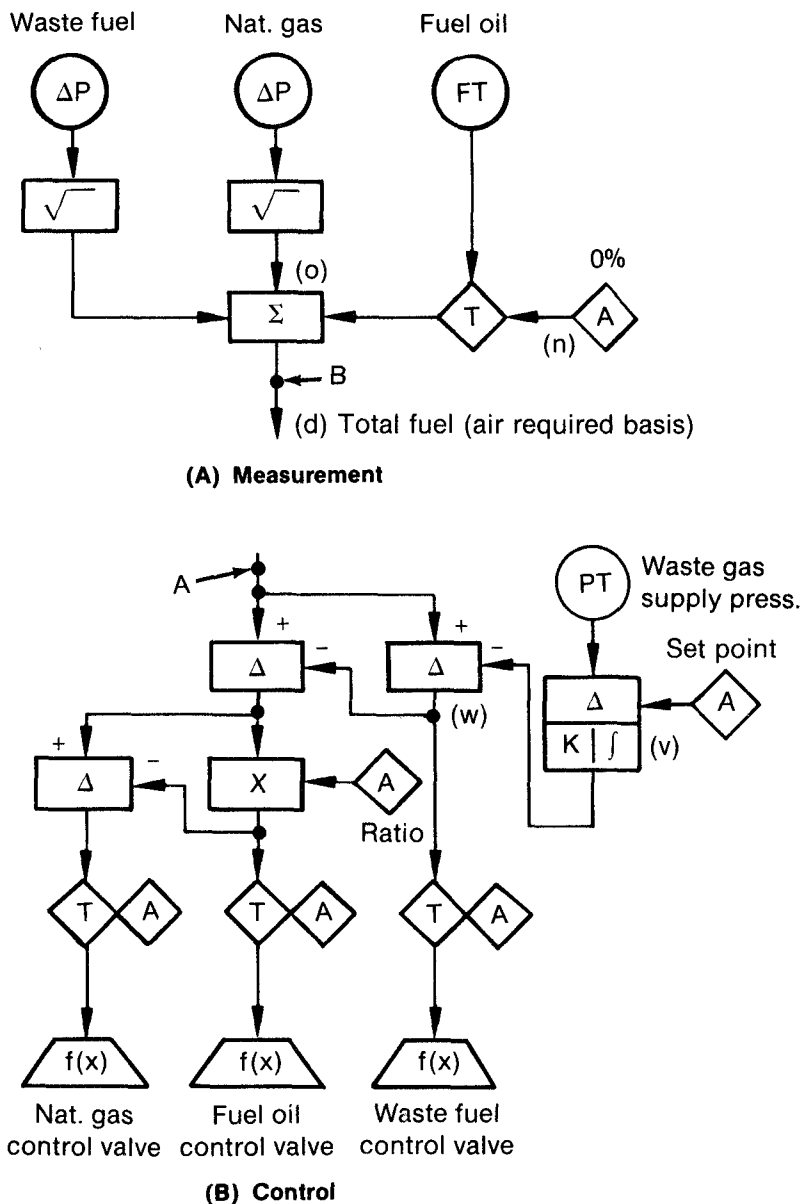 Waste fuel Nat. gas Fuel oil
ΔP ΔP FT
√ √
0%
(o)
Σ T A
(n)
B
(d) Total fuel (air required basis)
(A) Measurement
A
PT Waste gas
supply press.
+ - + -
Δ Δ
Set point
Δ A
(w)
K ∫ (v)
+ -
Δ X A
Ratio
T A T A T A
f(x) f(x) f(x)
Nat. gas Fuel oil Waste fuel
control valve control valve control valve
(B) Control